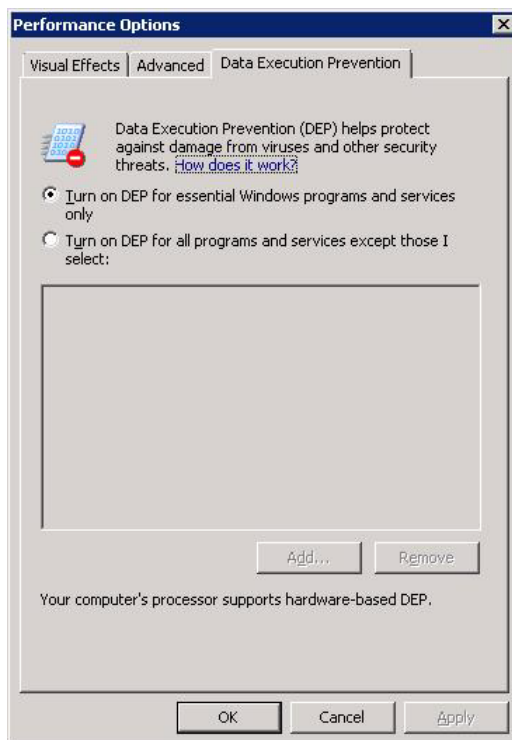 Performance Options
Visual Effects
Advanced
Data Execution Prevention
Data Execution Prevention (DEP) helps protect
against damage from viruses and other security
threats. How does it work?
Turn on DEP for essential Windows programs and services
only
Turn on DEP for all programs and services except those I
select:
Add...
Remove
Your computer's processor supports hardware-based DEP.
OK
Cancel
Apply